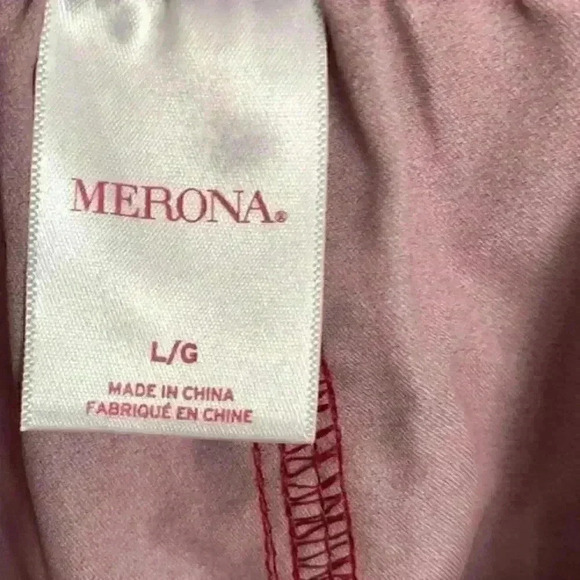 MERONA®
L/G
MADE IN CHINA
FABRIQUÉ EN CHINE